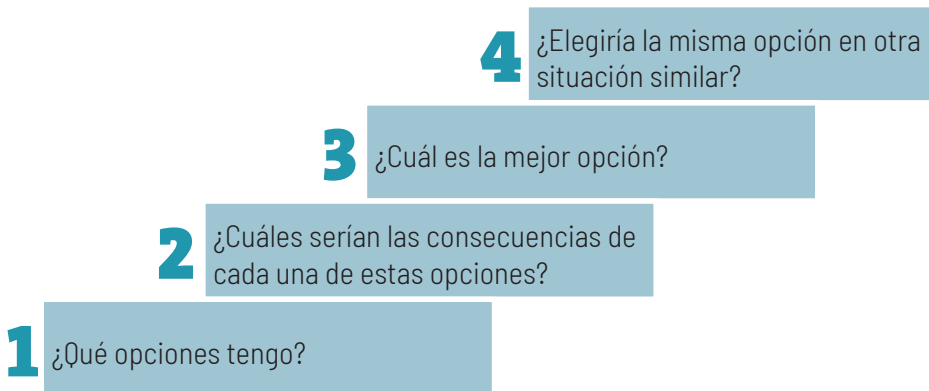 4 ¿Elegiría la misma opción en otra
situación similar?
3 ¿Cuál es la mejor opción?
2 ¿Cuáles serían las consecuencias de
cada una de estas opciones?
1 ¿Qué opciones tengo?